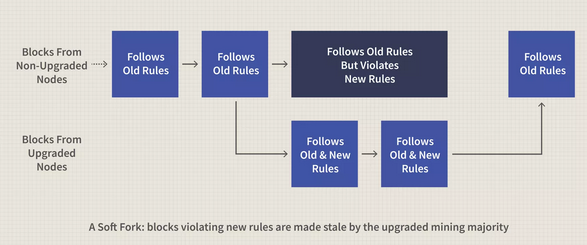 Blocks From
Non-Upgraded
Nodes
Follows
Old Rules
Follows
Old Rules
Follows Old Rules
But Violates
New Rules
Follows
Old Rules
Blocks From
Upgraded
Nodes
Follows
Old & New
Rules
Follows
Old & New
Rules
A Soft Fork: blocks violating new rules are made stale by the upgraded mining majority